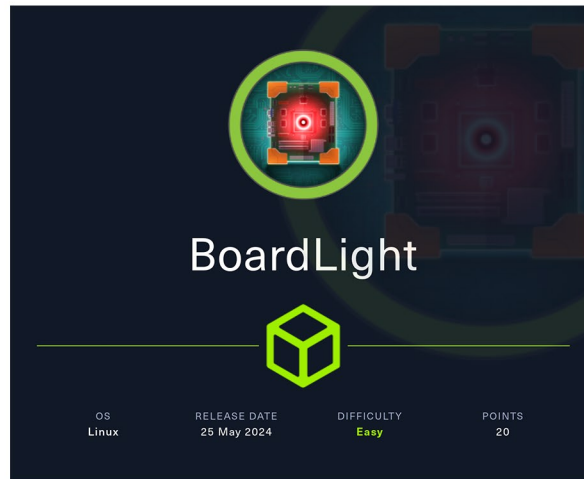 BoardLight
OS RELEASE DATE DIFFICULTY POINTS
Linux 25 May 2024 Easy 20